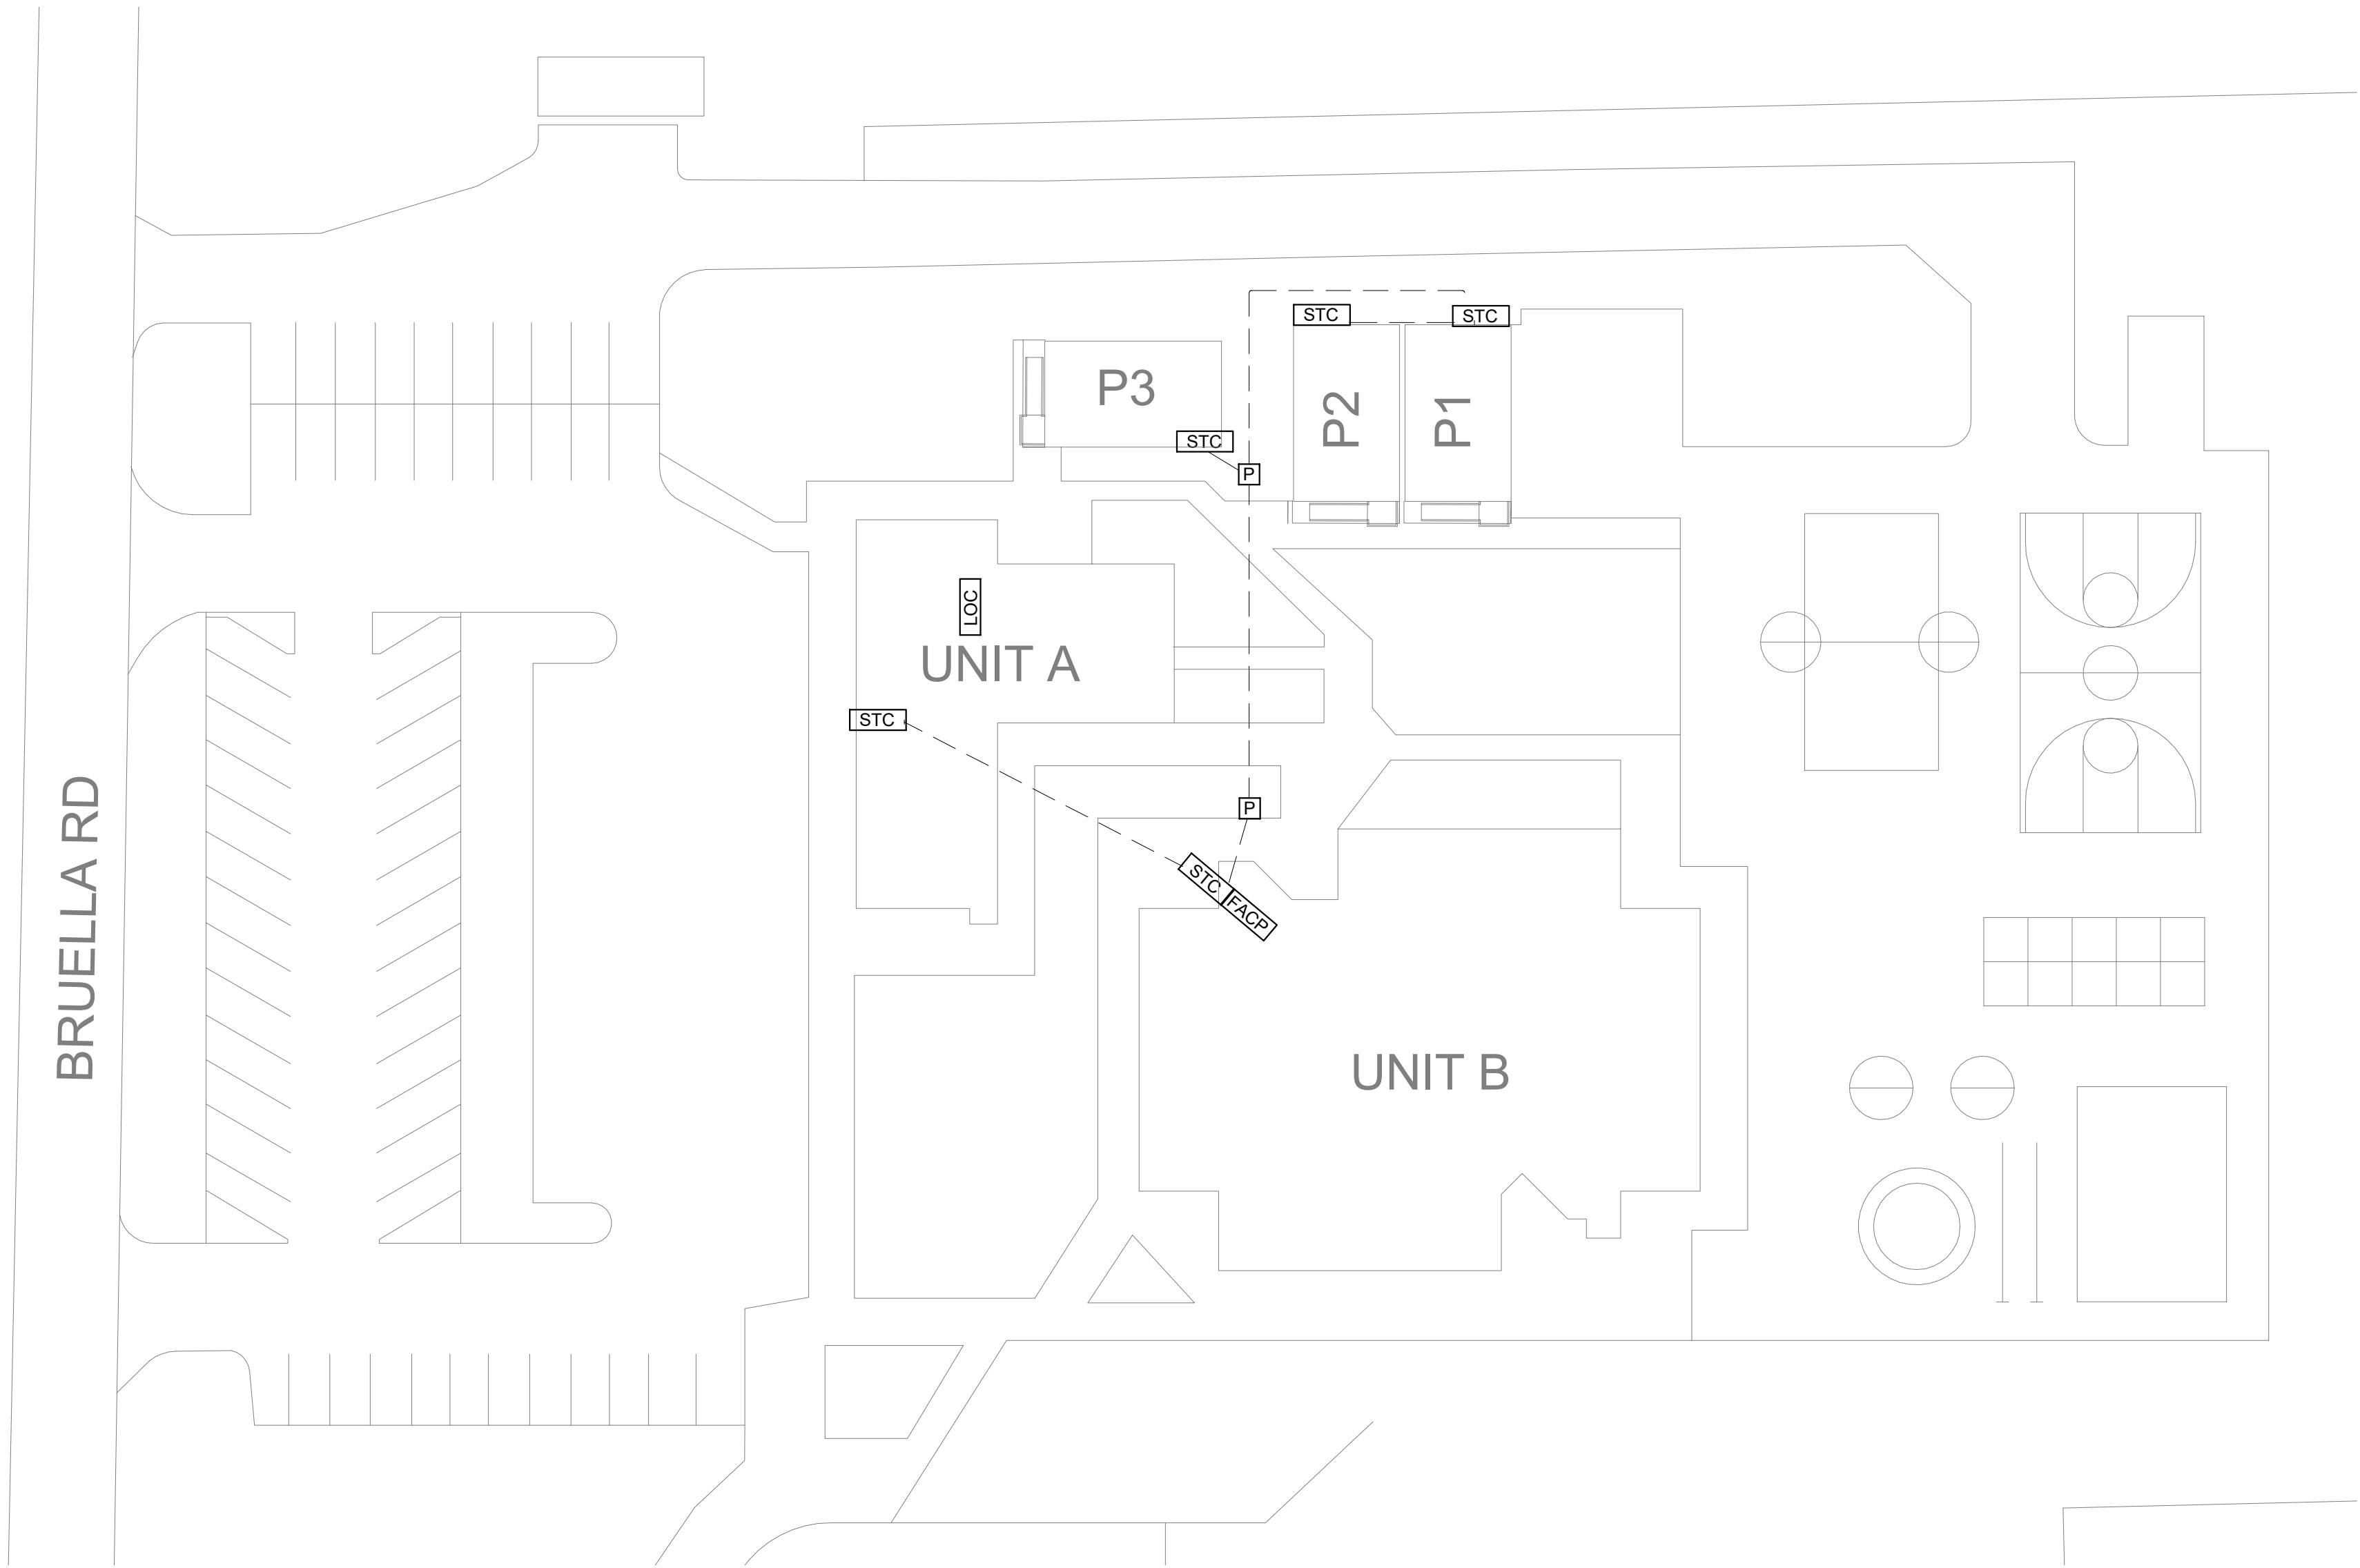 STC
STC
P3
P2
P1
STC
P
LOC
UNIT A
STC
P
STC
FACP
BRUELLA RD
UNIT B